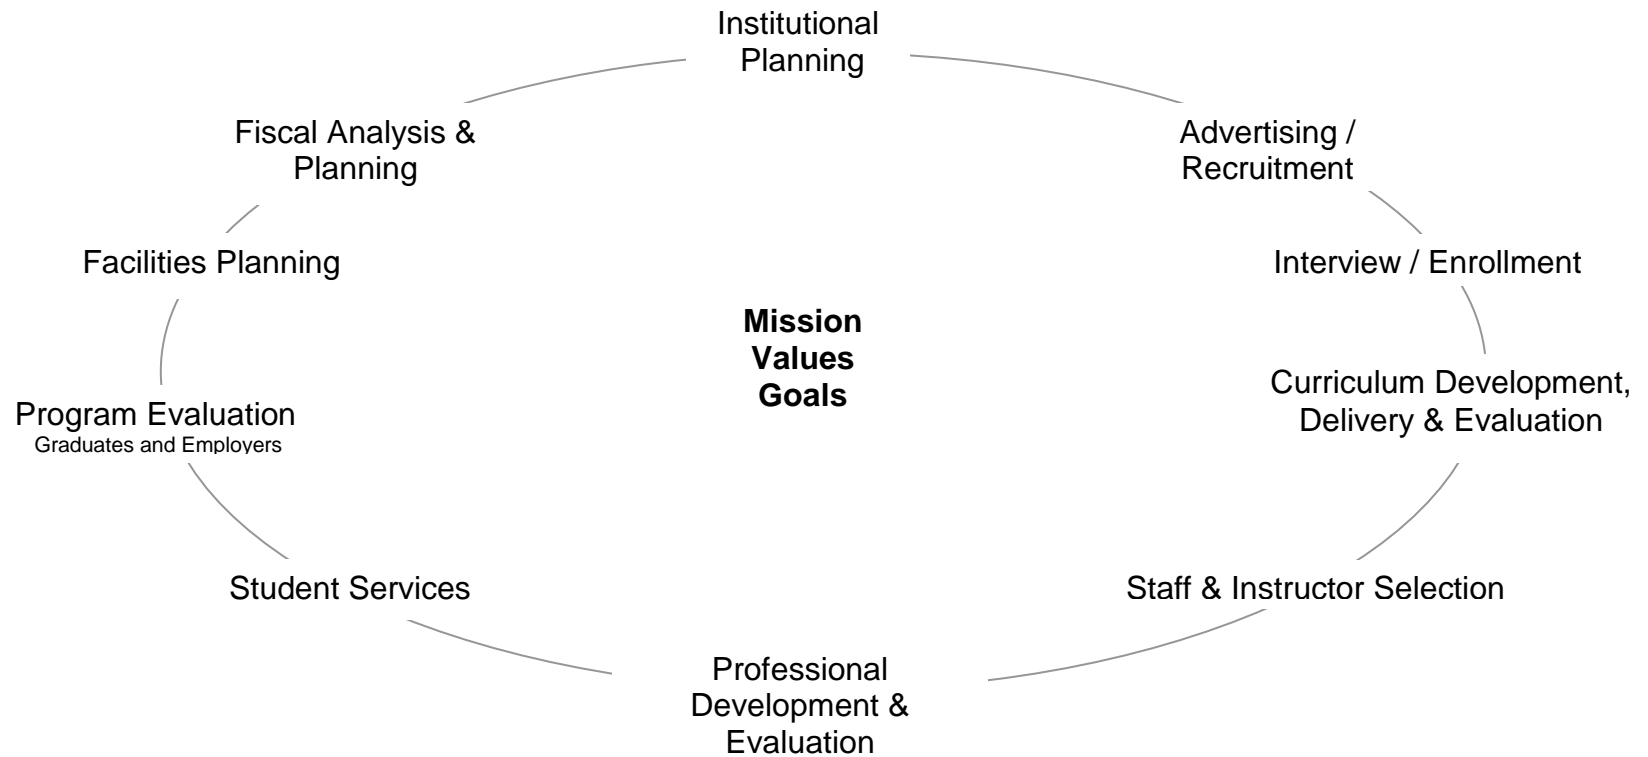 Institutional
Planning
Fiscal Analysis &
Planning
Advertising /
Recruitment
Facilities Planning
Interview / Enrollment
Mission
Values
Goals
Curriculum Development,
Delivery & Evaluation
Program Evaluation
Graduates and Employers
Student Services
Staff & Instructor Selection
Professional
Development &
Evaluation